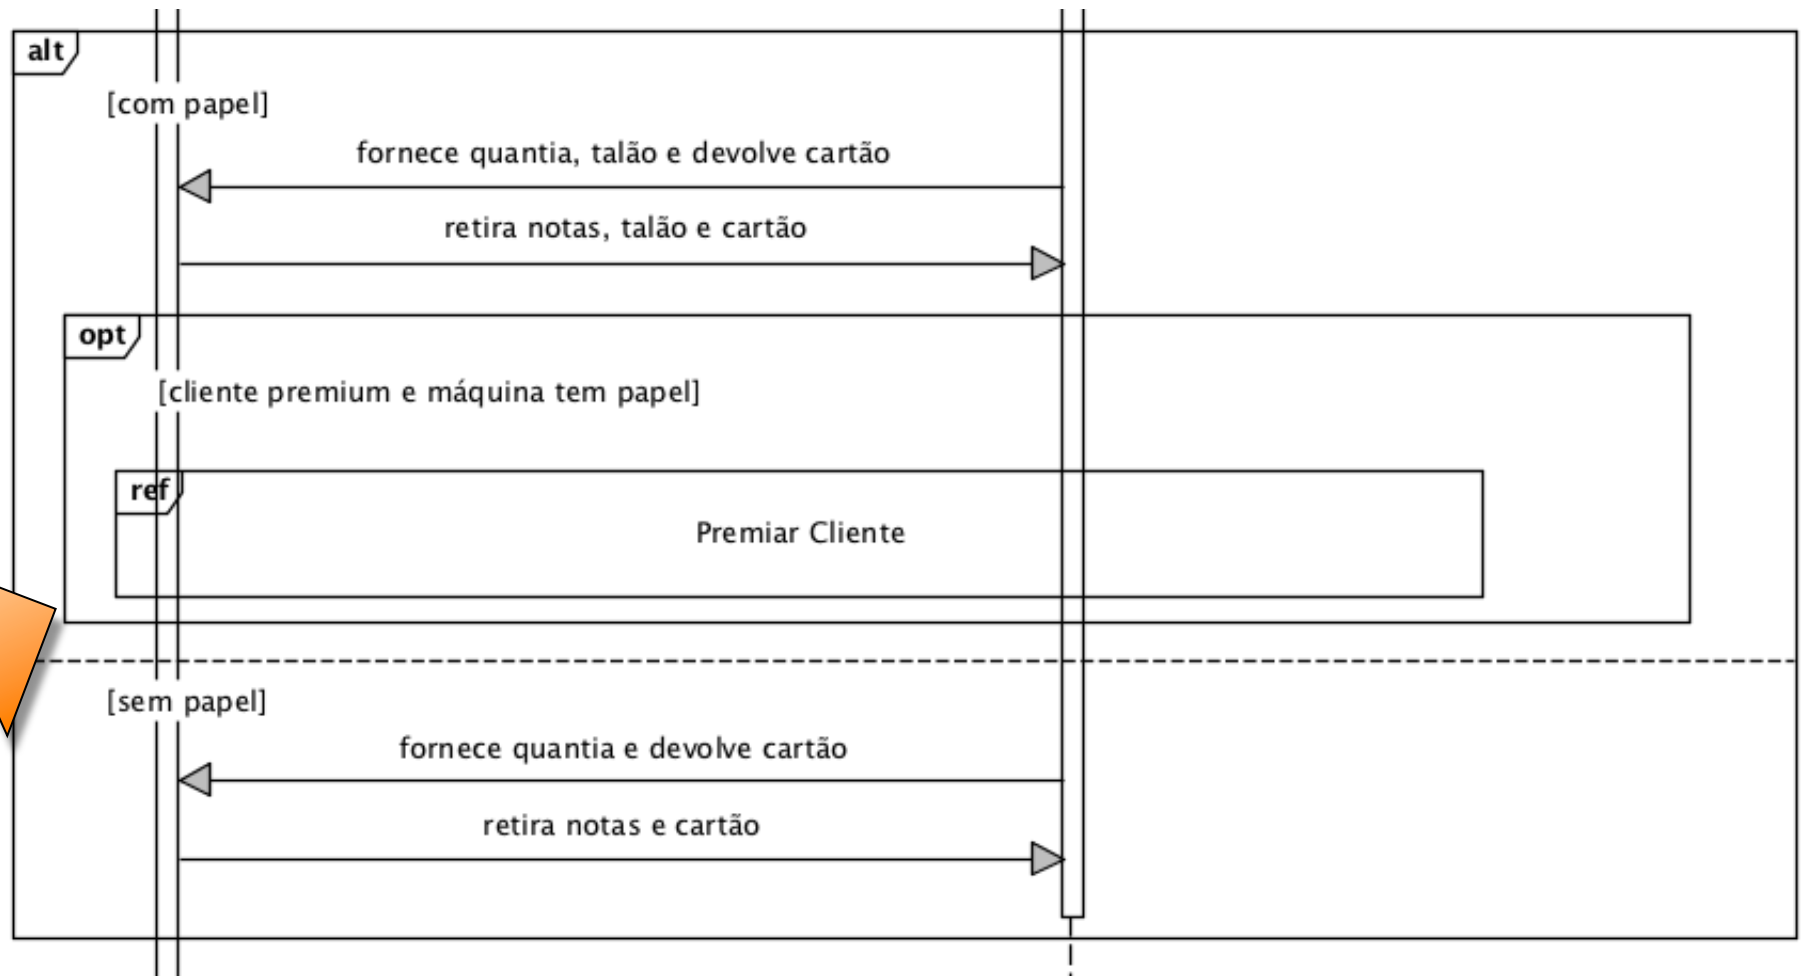 alt
[com papel]
fornece quantia, talão e devolve cartão
retira notas, talão e cartão
opt
[cliente premium e máquina tem papel]
ref
Premiar Cliente
[sem papel]
fornece quantia e devolve cartão
retira notas e cartão